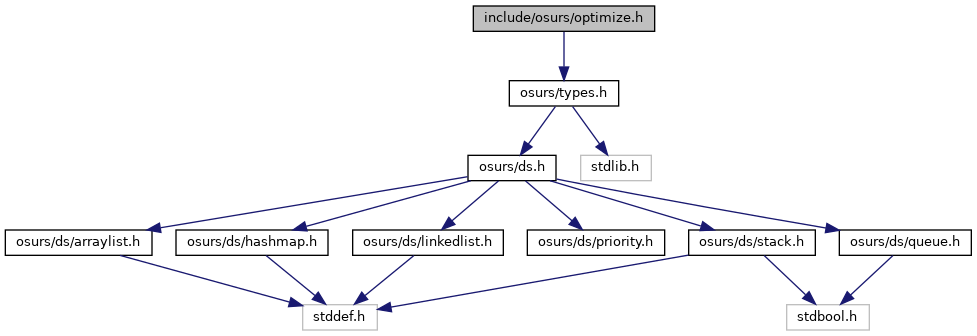 include/osurs/optimize.h
osurs/types.h
osurs/ds.h
stdlib.h
osurs/ds/arraylist.h
osurs/ds/hashmap.h
osurs/ds/linkedlist.h
osurs/ds/priority.h
osurs/ds/stack.h
osurs/ds/queue.h
stddef.h
stdbool.h